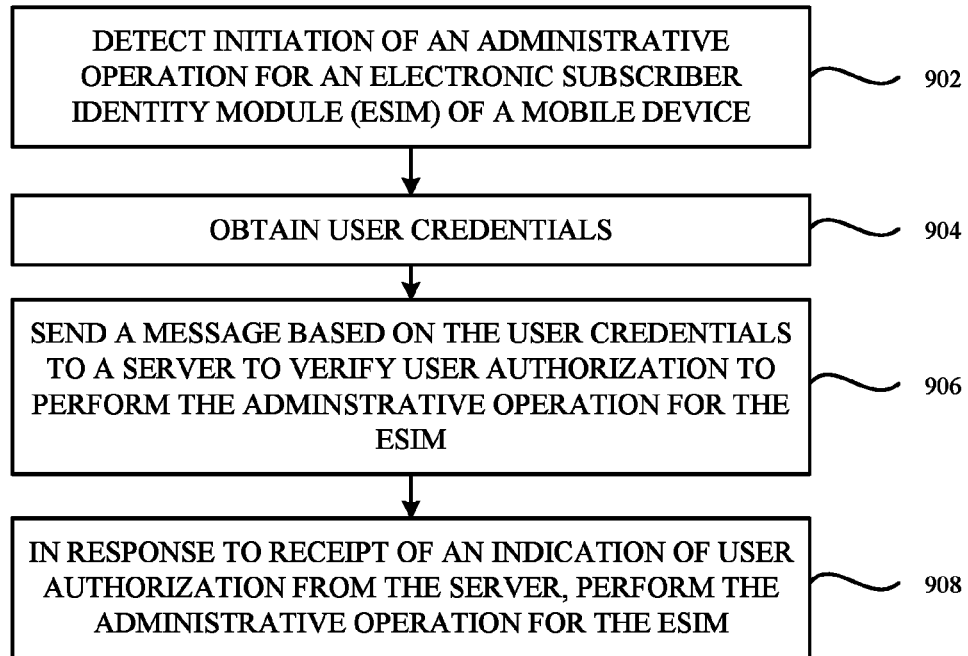 DETECT INITIATION OF AN ADMINISTRATIVE
OPERATION FOR AN ELECTRONIC SUBSCRIBER
IDENTITY MODULE (ESIM) OF A MOBILE DEVICE
902
OBTAIN USER CREDENTIALS
904
SEND A MESSAGE BASED ON THE USER CREDENTIALS
TO A SERVER TO VERIFY USER AUTHORIZATION TO
PERFORM THE ADMINSTRATIVE OPERATION FOR THE
ESIM
906
IN RESPONSE TO RECEIPT OF AN INDICATION OF USER
AUTHORIZATION FROM THE SERVER, PERFORM THE
ADMINISTRATIVE OPERATION FOR THE ESIM
908